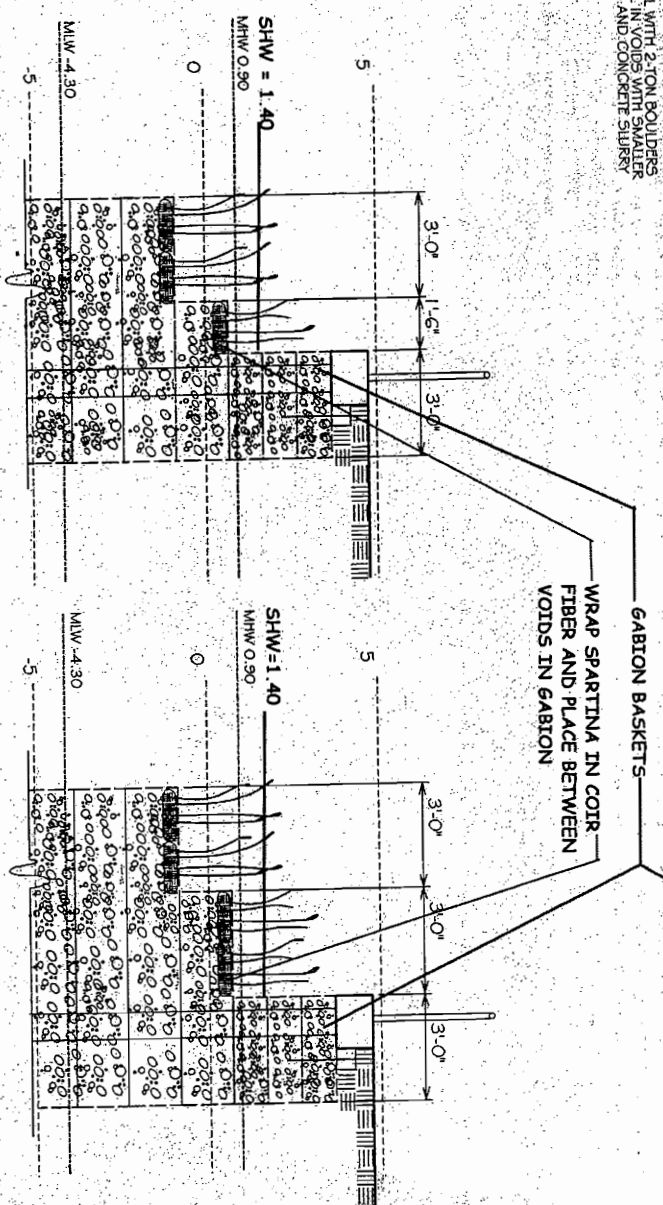 L WITH 2-TON BOULDERS
IN VOIDS WITH SMALLER
AND CONCRETE SLURRY
GABION BASKETS
WRAP SPARTINA IN COIR
FIBER AND PLACE BETWEEN
VOIDS IN GABION
3'-0"
1'-6"
3'-0"
5
SHW = 1.40
MHW 0.90
0
MLW -4.30
-5
3'-0"
3'-0"
3'-0"
5
SHW=1.40
MHW 0.90
0
MLW -4.30
-5